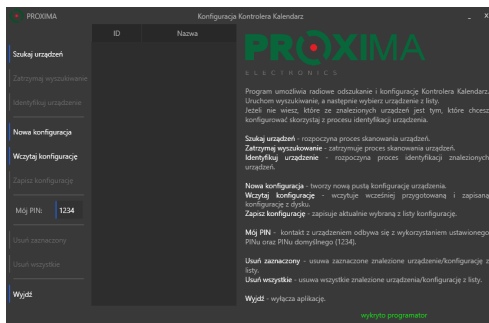 PROXIMA
Konfiguracja Kontrolera Kalendarz
_ x
ID
Nazwa
Szukaj urządzeń
Zatrzymaj wyszukiwanie
Identyfikuj urządzenie
Nowa konfiguracja
Wczytaj konfigurację
Zapisz konfigurację
Mój PIN:
1234
Usuń zaznaczony
Usuń wszystkie
Wyjdź
PROXIMA
ELECTRONICS
Program umożliwia radiowe odszukanie i konfigurację Kontrolera Kalendarz.
Uruchom wyszukiwanie, a następnie wybierz urządzenie z listy.
Jeżeli nie wiesz, które ze znalezionych urządzeń jest tym, które chcesz
konfigurować skorzystaj z procesu identyfikacji urządzenia.
Szukaj urządzeń - rozpoczyna proces skanowania urządzeń.
Zatrzymaj wyszukowanie - zatrzymuje proces skanowania urządzeń.
Identyfikuj urządzenie - rozpoczyna proces identyfikacji znalezionych
urządzeń.
Nowa konfiguracja - tworzy nową pustą konfigurację urządzenia.
Wczytaj konfigurację - wczytuje wcześniej przygotowaną i zapisaną
konfigurację z dysku.
Zapisz konfigurację - zapisuje aktualnie wybraną z listy konfigurację.
Mój PIN - kontakt z urządzeniem odbywa się z wykorzystaniem ustawionego
PINu oraz PINu domyślnego (1234).
Usuń zaznaczony - usuwa zaznaczone znalezione urządzenie/konfigurację z
listy.
Usuń wszystkie - usuwa wszystkie znalezione urządzenia/konfigurację z listy.
Wyjdź - wyłącza aplikację.
wykryto programator